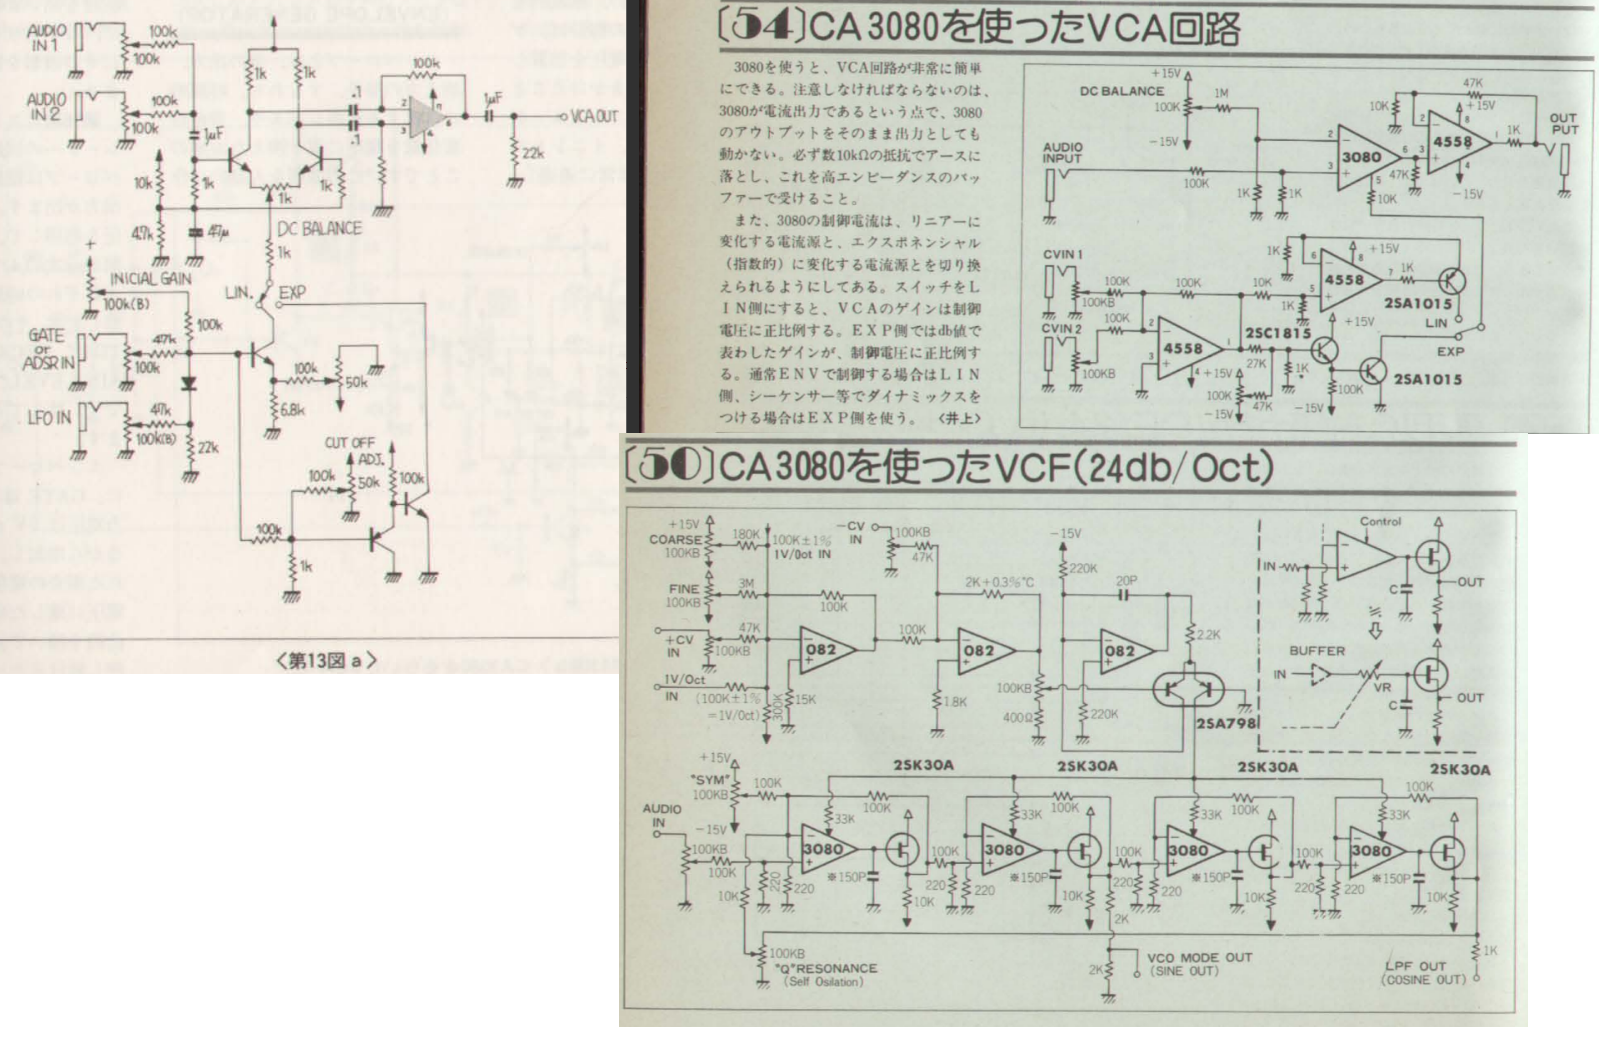 AUDIO
IN 1
100k
100k
AUDIO
IN 2
100k
100k
1μF
1k
1k
.1
.1
100k
2
3
7
6
4
1μF
VCA OUT
22k
10k
1k
1k
1k
47k
47μ
DC BALANCE
1k
+
INICIAL GAIN
100k(B)
LIN.
EXP
100k
GATE
or
ADSR IN
47k
100k
100k
50k
6.8k
LFO IN
47k
100k(B)
22k
CUT OFF
ADJ.
100k
50k
100k
100k
1k
〈第13図 a〉
〔54〕CA3080を使ったVCA回路
3080を使うと、VCA回路が非常に簡単
にできる。注意しなければならないのは、
3080が電流出力であるという点で、3080
のアウトプットをそのまま出力としても
動かない。必ず数10kΩの抵抗でアースに
落とし、これを高エンピーダンスのバッ
ファーで受けること。
また、3080の制御電流は、リニアーに
変化する電流源と、エクスポネンシャル
(指数的)に変化する電流源とを切り換
えられるようにしてある。スイッチをL
IN側にすると、VCAのゲインは制御
電圧に正比例する。EXP側ではdb値で
表わしたゲインが、制御電圧に正比例す
る。通常ENVで制御する場合はLIN
側、シーケンサー等でダイナミックスを
つける場合はEXP側を使う。〈井上〉
+15V
DC BALANCE
100K
1M
-15V
AUDIO
INPUT
100K
1K
1K
2
3
3080
6
5
10K
47K
10K
47K
+15V
2
3
8
4558
1
4
-15V
1K
OUT
PUT
CVIN 1
100K
100KB
CVIN 2
100K
100KB
100K
2
3
4558
1
4
10K
1K
1K
6
5
8
+15V
4558
7
1K
2SA1015
2SC1815
+15V
LIN
EXP
27K
1K
+15V
100K
47K
-15V
-15V
100K
2SA1015
〔50〕CA3080を使ったVCF(24db/Oct)
+15V
COARSE
100KB
180K
100K±1%
1V/Oct IN
-CV
IN
100KB
47K
FINE
100KB
3M
100K
+CV
IN
47K
100KB
082
100K
1V/Oct
IN
(100K±1%
=1V/Oct)
300K
15K
2K+0.3%℃
082
1.8K
100KB
400Ω
-15V
220K
20P
082
220K
2.2K
2SA798
IN
Control
C
OUT
BUFFER
IN
VR
C
OUT
2SK30A
2SK30A
2SK30A
2SK30A
+15V
"SYM"
100KB
-15V
100K
AUDIO
IN
100KB
100K
10K
220
220
33K
3080
※150P
100K
10K
100K
220
220
33K
3080
※150P
100K
10K
100K
2K
220
220
33K
3080
※150P
100K
10K
100K
220
220
33K
3080
※150P
100K
10K
100KB
"Q"RESONANCE
(Self Osilation)
2K
VCO MODE OUT
(SINE OUT)
1K
LPF OUT
(COSINE OUT)